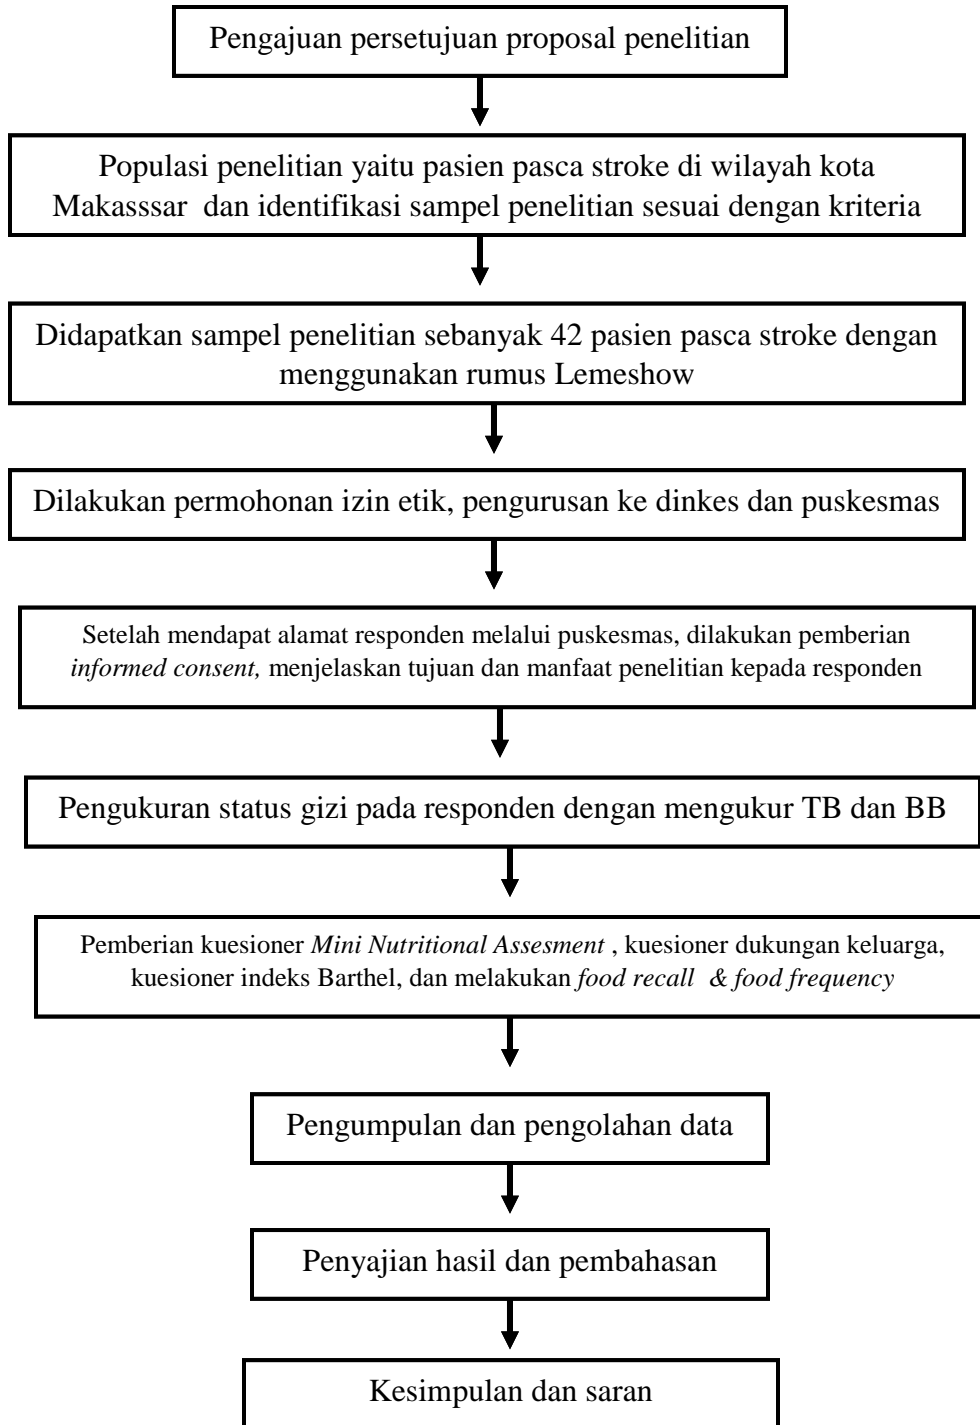 Pengajuan persetujuan proposal penelitian
Populasi penelitian yaitu pasien pasca stroke di wilayah kota
Makasssar dan identifikasi sampel penelitian sesuai dengan kriteria
Didapatkan sampel penelitian sebanyak 42 pasien pasca stroke dengan
menggunakan rumus Lemeshow
Dilakukan permohonan izin etik, pengurusan ke dinkes dan puskesmas
Setelah mendapat alamat responden melalui puskesmas, dilakukan pemberian
informed consent, menjelaskan tujuan dan manfaat penelitian kepada responden
Pengukuran status gizi pada responden dengan mengukur TB dan BB
Pemberian kuesioner Mini Nutritional Assesment , kuesioner dukungan keluarga,
kuesioner indeks Barthel, dan melakukan food recall & food frequency
Pengumpulan dan pengolahan data
Penyajian hasil dan pembahasan
Kesimpulan dan saran